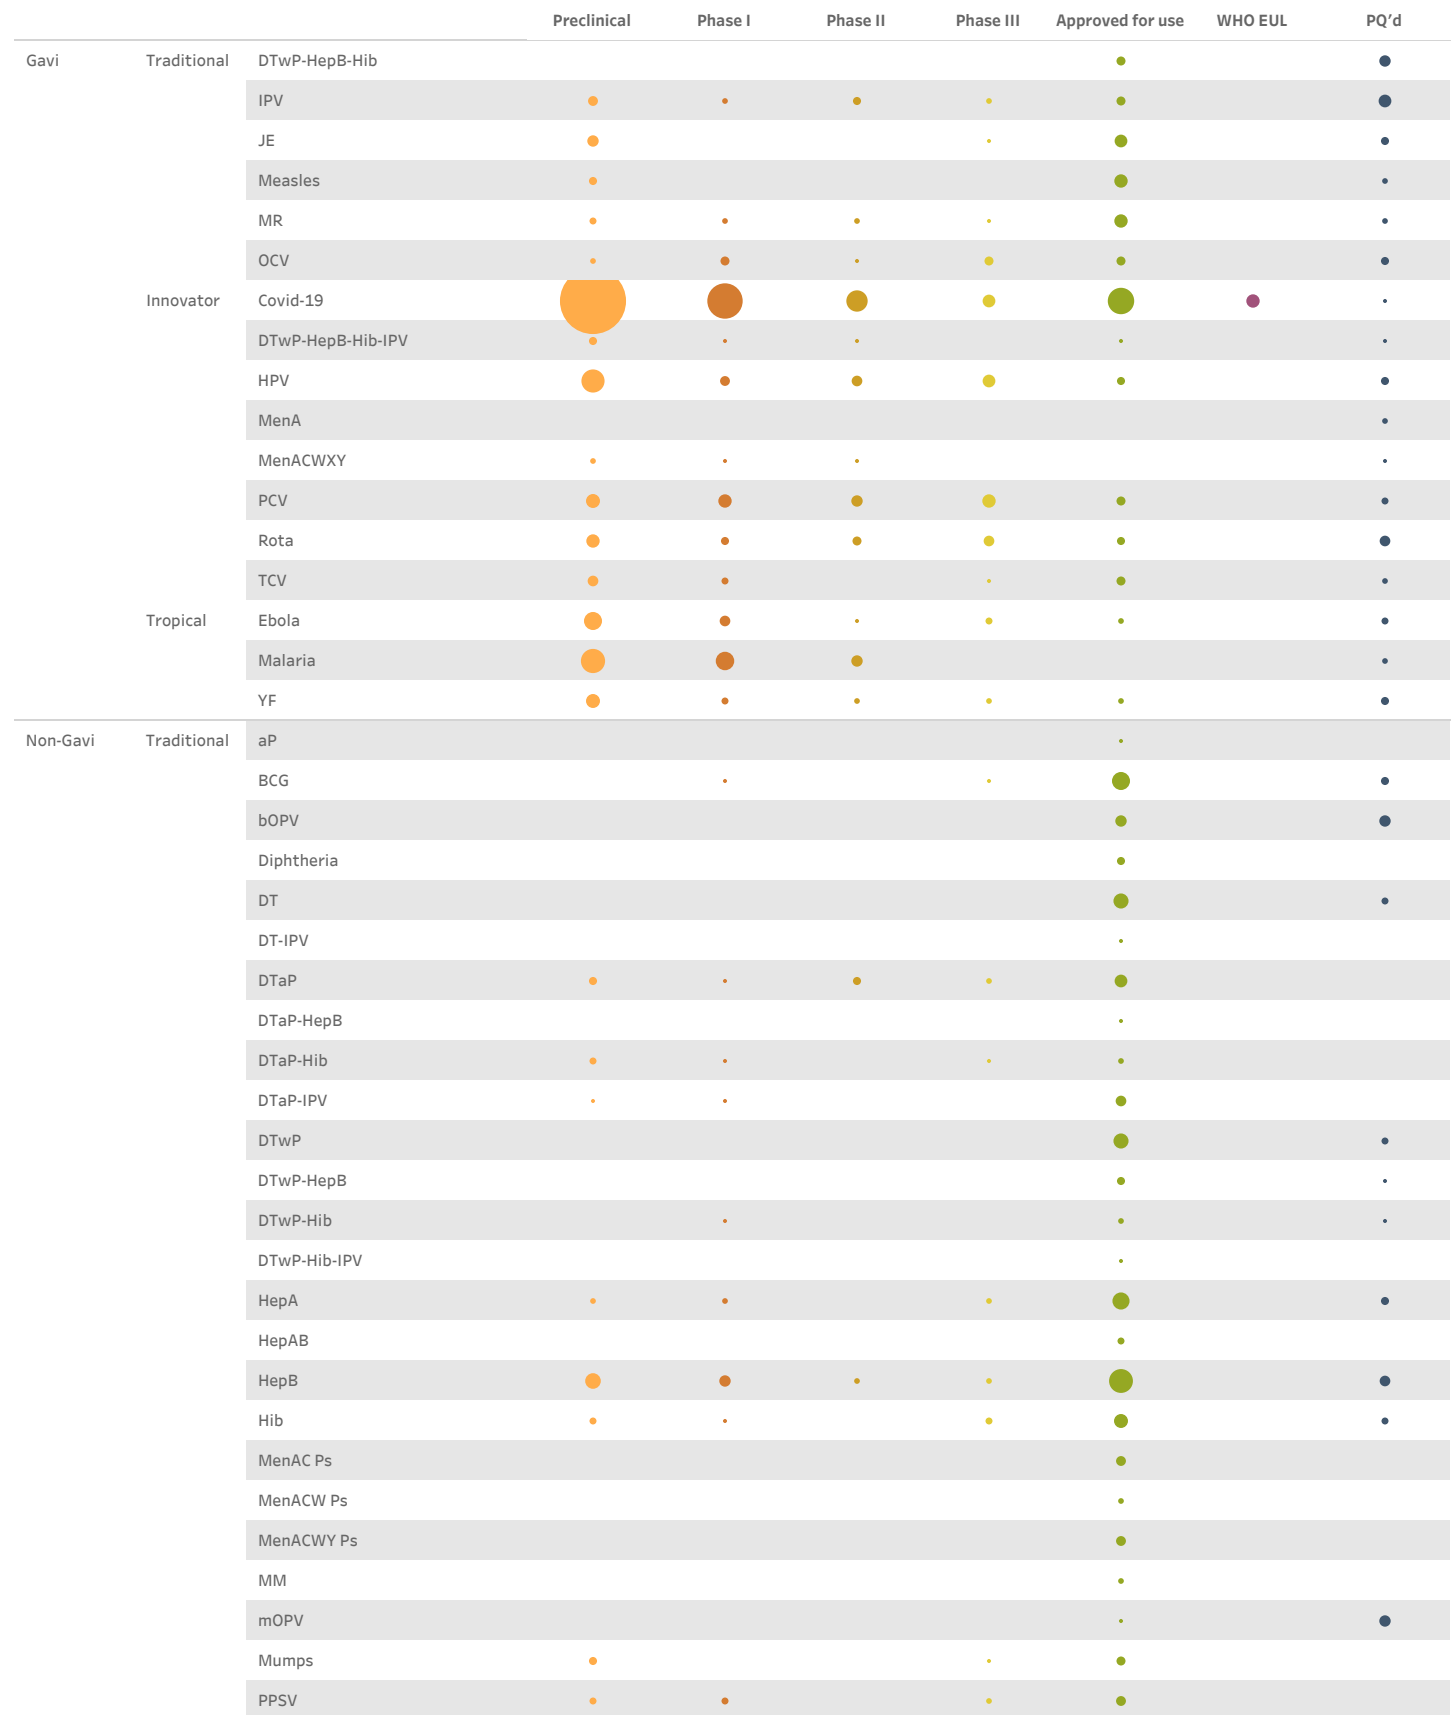 Preclinical Phase I Phase II Phase III Approved for use WHO EUL PQ’d
Gavi Traditional DTwP-HepB-Hib
IPV
JE
Measles
MR
OCV
Innovator Covid-19
DTwP-HepB-Hib-IPV
HPV
MenA
MenACWXY
PCV
Rota
TCV
Tropical Ebola
Malaria
YF
Non-Gavi Traditional aP
BCG
bOPV
Diphtheria
DT
DT-IPV
DTaP
DTaP-HepB
DTaP-Hib
DTaP-IPV
DTwP
DTwP-HepB
DTwP-Hib
DTwP-Hib-IPV
HepA
HepAB
HepB
Hib
MenAC Ps
MenACW Ps
MenACWY Ps
MM
mOPV
Mumps
PPSV